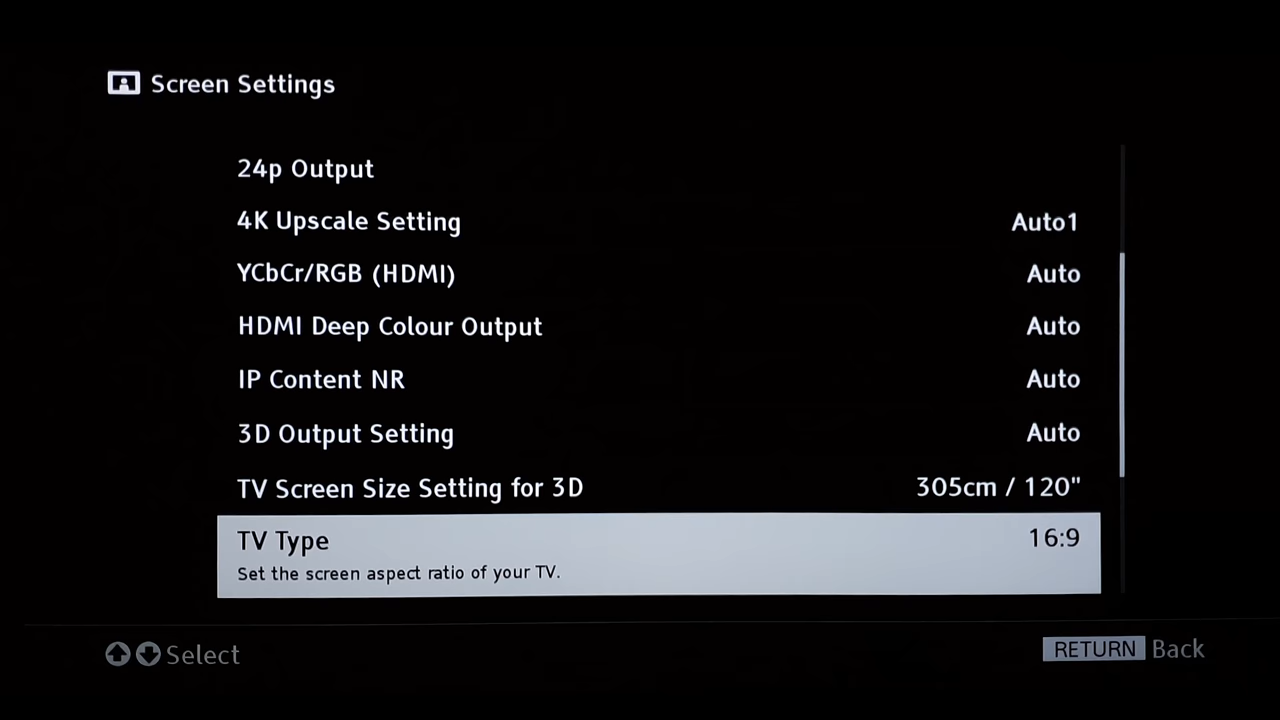 Screen Settings
24p Output
4K Upscale Setting Auto1
YCbCr/RGB (HDMI) Auto
HDMI Deep Colour Output Auto
IP Content NR Auto
3D Output Setting Auto
TV Screen Size Setting for 3D 305cm / 120"
TV Type 16:9
Set the screen aspect ratio of your TV.
Select RETURN Back